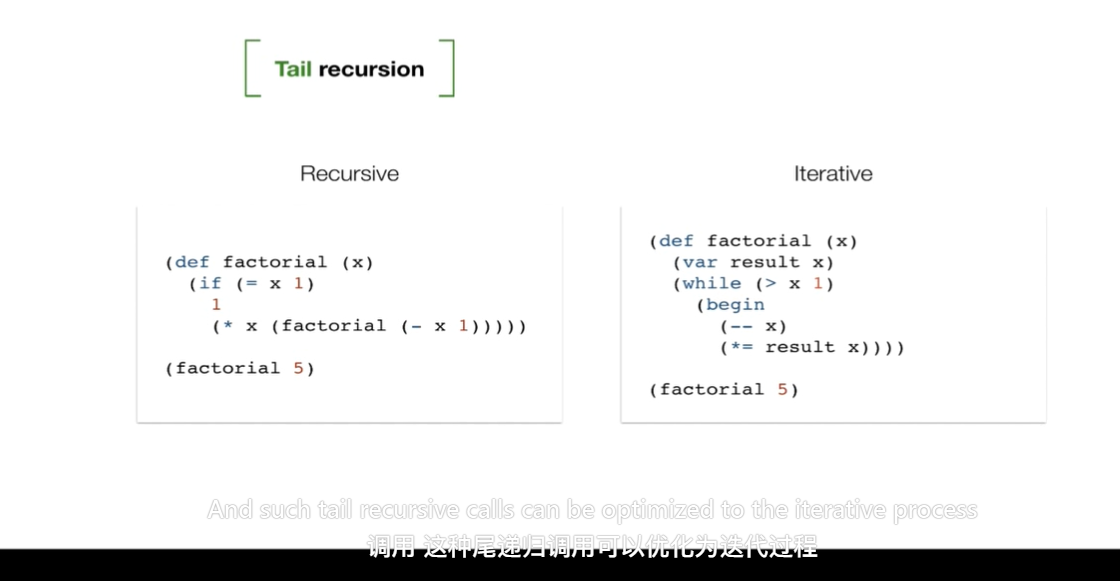 Tail recursion
Recursive
(def factorial (x)
(if (= x 1)
1
(* x (factorial (- x 1)))))
(factorial 5)
Iterative
(def factorial (x)
(var result x)
(while (> x 1)
(begin
(-- x)
(*= result x))))
(factorial 5)
And such tail recursive calls can be optimized to the iterative process
调用 这种尾递归调用可以优化为迭代过程